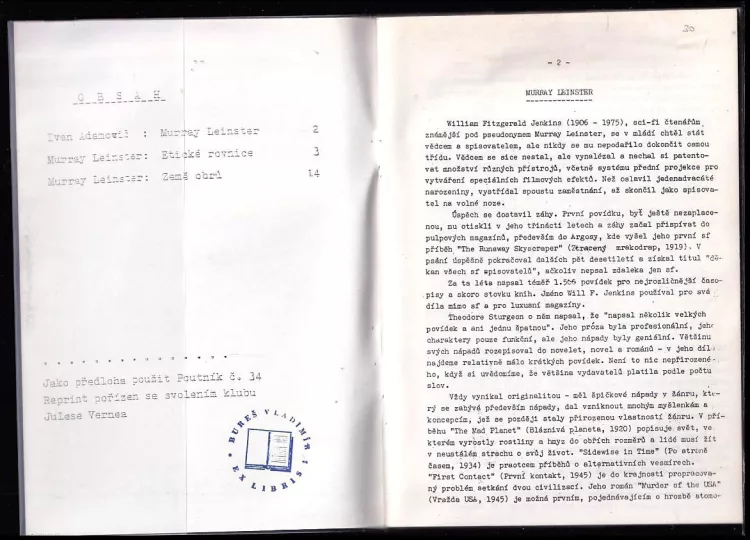 O B S A H
Ivan Adamovič : Murray Leinster 2
Murray Leinster: Etické rovnice 3
Murray Leinster: Země obrů 14
Jako předloha použit Poutník č. 34
Reprint pořízen se svolením klubu
Julese Vernea
BUREŠ VLADIMÍR
EX LIBRIS
30
- 2 -
MURRAY LEINSTER
William Fitzgerald Jenkins (1906 - 1975), sci-fi čtenářům
známější pod pseudonymem Murray Leinster, se v mládí chtěl stát
vědcem a spisovatelem, ale nikdy se mu nepodařilo dokončit osmou
třídu. Vědcem se sice nestal, ale vynalézal a nechal si patento-
vat množství různých přístrojů, včetně systému přední projekce pro
vytváření speciálních filmových efektů. Než oslavil jedenadvacáté
narozeniny, vystřídal spoustu zaměstnání, až skončil jako spisova-
tel na volné noze.
Úspěch se dostavil záhy. První povídku, byť ještě nezaplace-
nou, mu otiskli v jeho třinácti letech a záhy začal přispívat do
pulpových magazínů, především do Argosy, kde vyšel jeho první sf
příběh "The Runaway Skyscraper" (Ztracený mrakodrap, 1919). V
psaní úspěšně pokračoval dalších pět desetiletí a získal titul "dě-
kan všech sf spisovatelů", ačkoliv nepsal zdaleka jen sf.
Za ta léta napsal téměř 1.500 povídek pro nejrozličnější časo-
pisy a skoro stovku knih. Jméno Will F. Jenkins používal pro svá
díla mimo sf a pro luxusní magazíny.
Theodore Sturgeon o něm napsal, že "napsal několik velkých
povídek a ani jednu špatnou". Jeho próza byla profesionální, jeho
charaktery pouze funkční, ale jeho nápady byly geniální. Většinu
svých nápadů rozepisoval do novelet, novel a románů - v jeho díle
najdeme relativně málo krátkých povídek. Není to nic nepřirozené-
ho, když si uvědomíme, že většina vydavatelů platila podle počtu
slov.
Vždy vynikal originalitou - měl špičkové nápady v žánru, kte-
rý se zabývá především nápady, dal vzniknout mnohým myšlenkám a
koncepcím, jež se později staly přirozenou vlastností žánru. V pří-
běhu "The Mad Planet" (Bláznivá planeta, 1920) popisuje svět, ve
kterém vyrostly rostliny a hmyz do obřích rozměrů a lidé musí žít
v neustálém strachu o svůj život. "Sidewise in Time" (Po straně
časem, 1934) je praotcem příběhů o alternativních vesmírech.
"First Contact" (První kontakt, 1945) je do krajnosti propracova-
ný problém setkání dvou civilizací. Jeho román "Murder of the USA"
(Vražda USA, 1945) je možná prvním, pojednávajícím o hrozbě atomo-